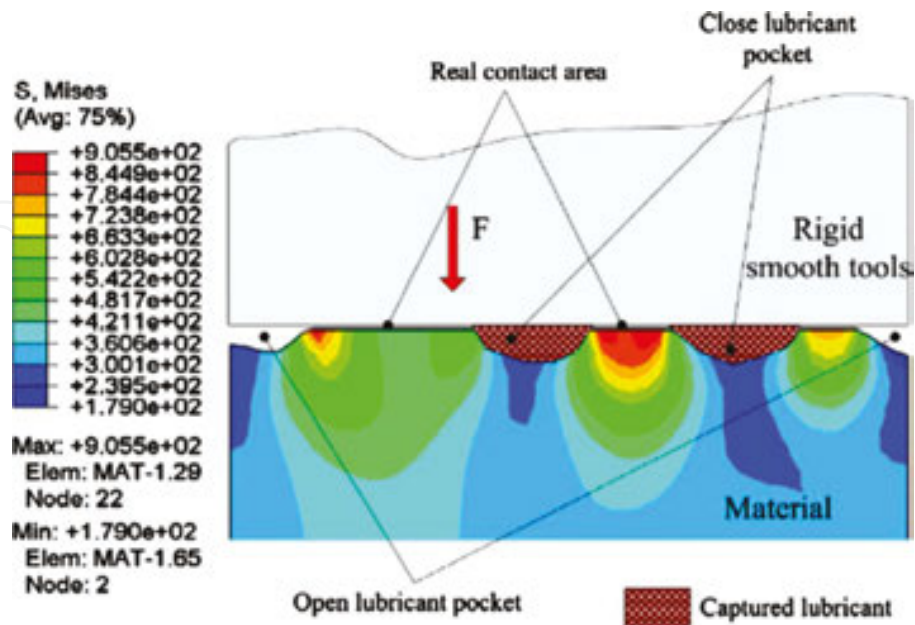 Close lubricant
pocket
Real contact area
S, Mises
(Avg: 75%)
+9.055e+02
+8.449e+02
+7.844e+02
+7.238e+02
+6.633e+02
+6.028e+02
+5.422e+02
+4.817e+02
+4.211e+02
+3.606e+02
+3.001e+02
+2.395e+02
+1.790e+02
F
Rigid
smooth tools
Max: +9.055e+02
Elem: MAT-1.29
Node: 22
Min: +1.790e+02
Elem: MAT-1.65
Node: 2
Material
Open lubricant pocket
Captured lubricant